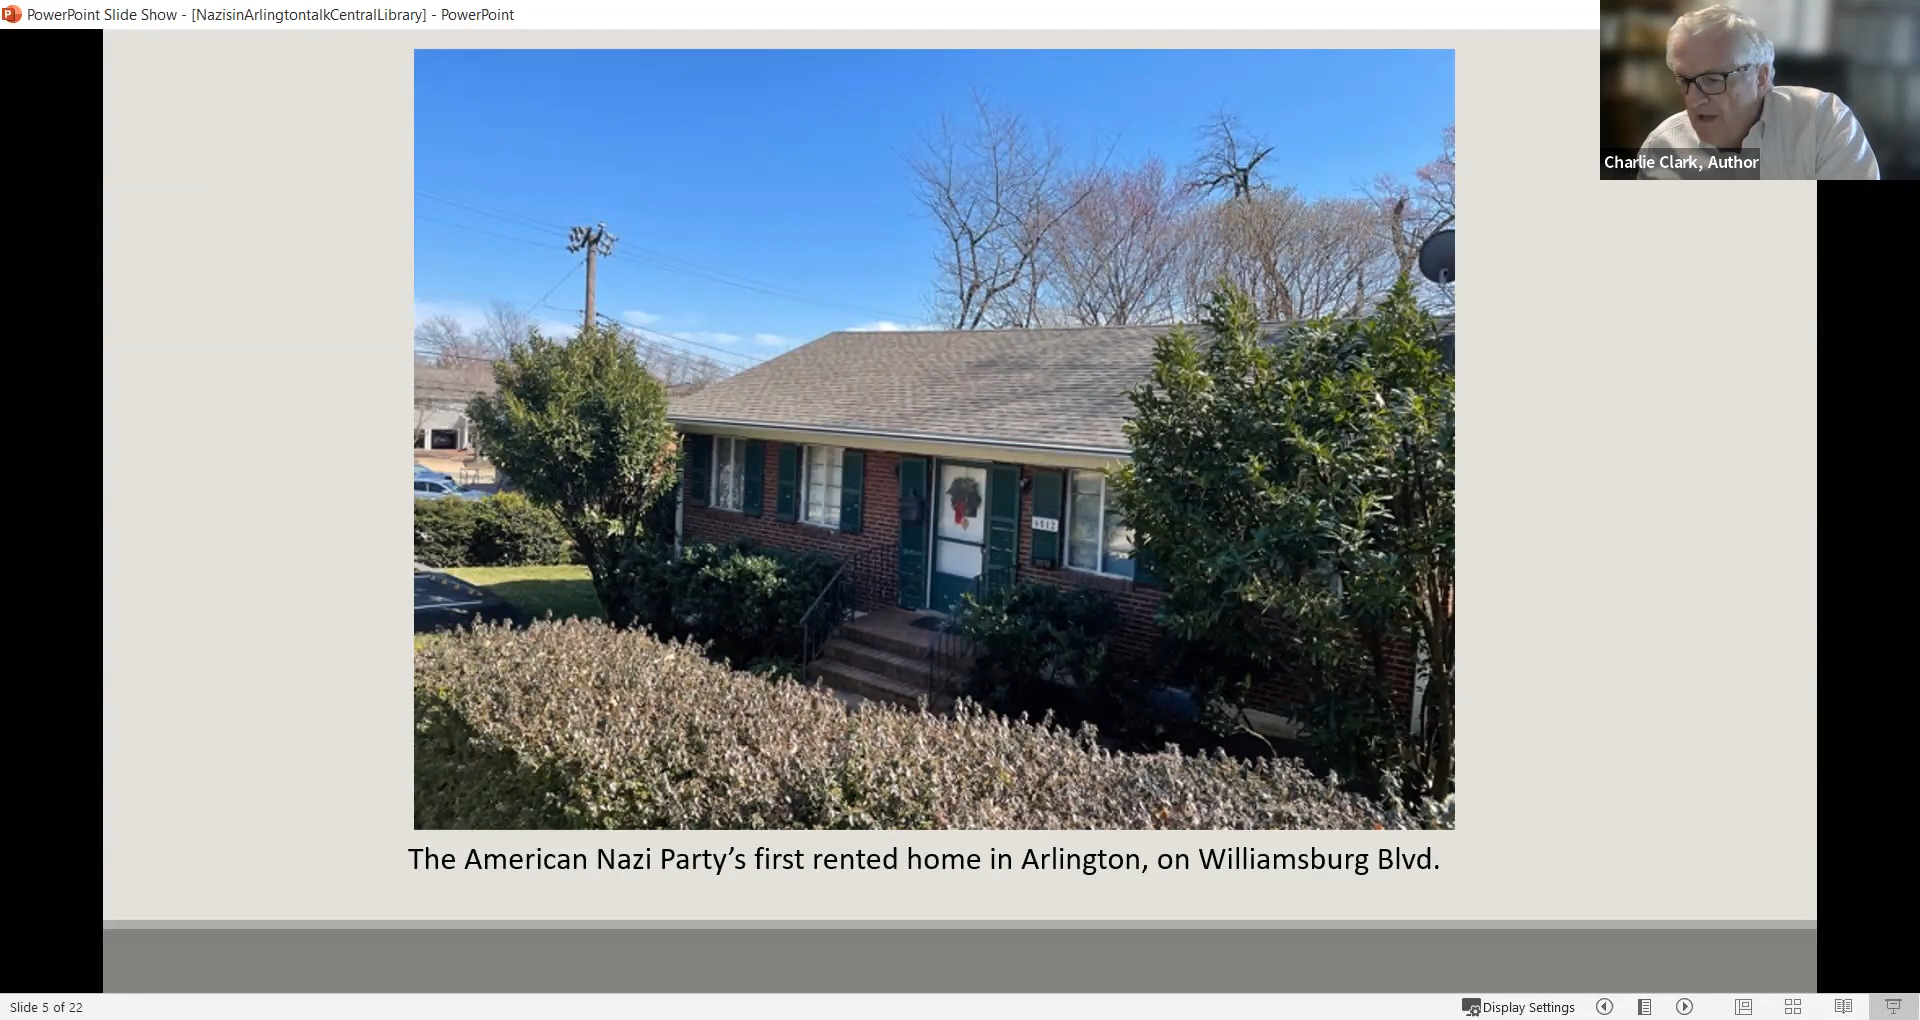 PowerPoint Slide Show - [NazisinArlingtontalkCentralLibrary] - PowerPoint
Charlie Clark, Author
The American Nazi Party’s first rented home in Arlington, on Williamsburg Blvd.
Slide 5 of 22
Display Settings